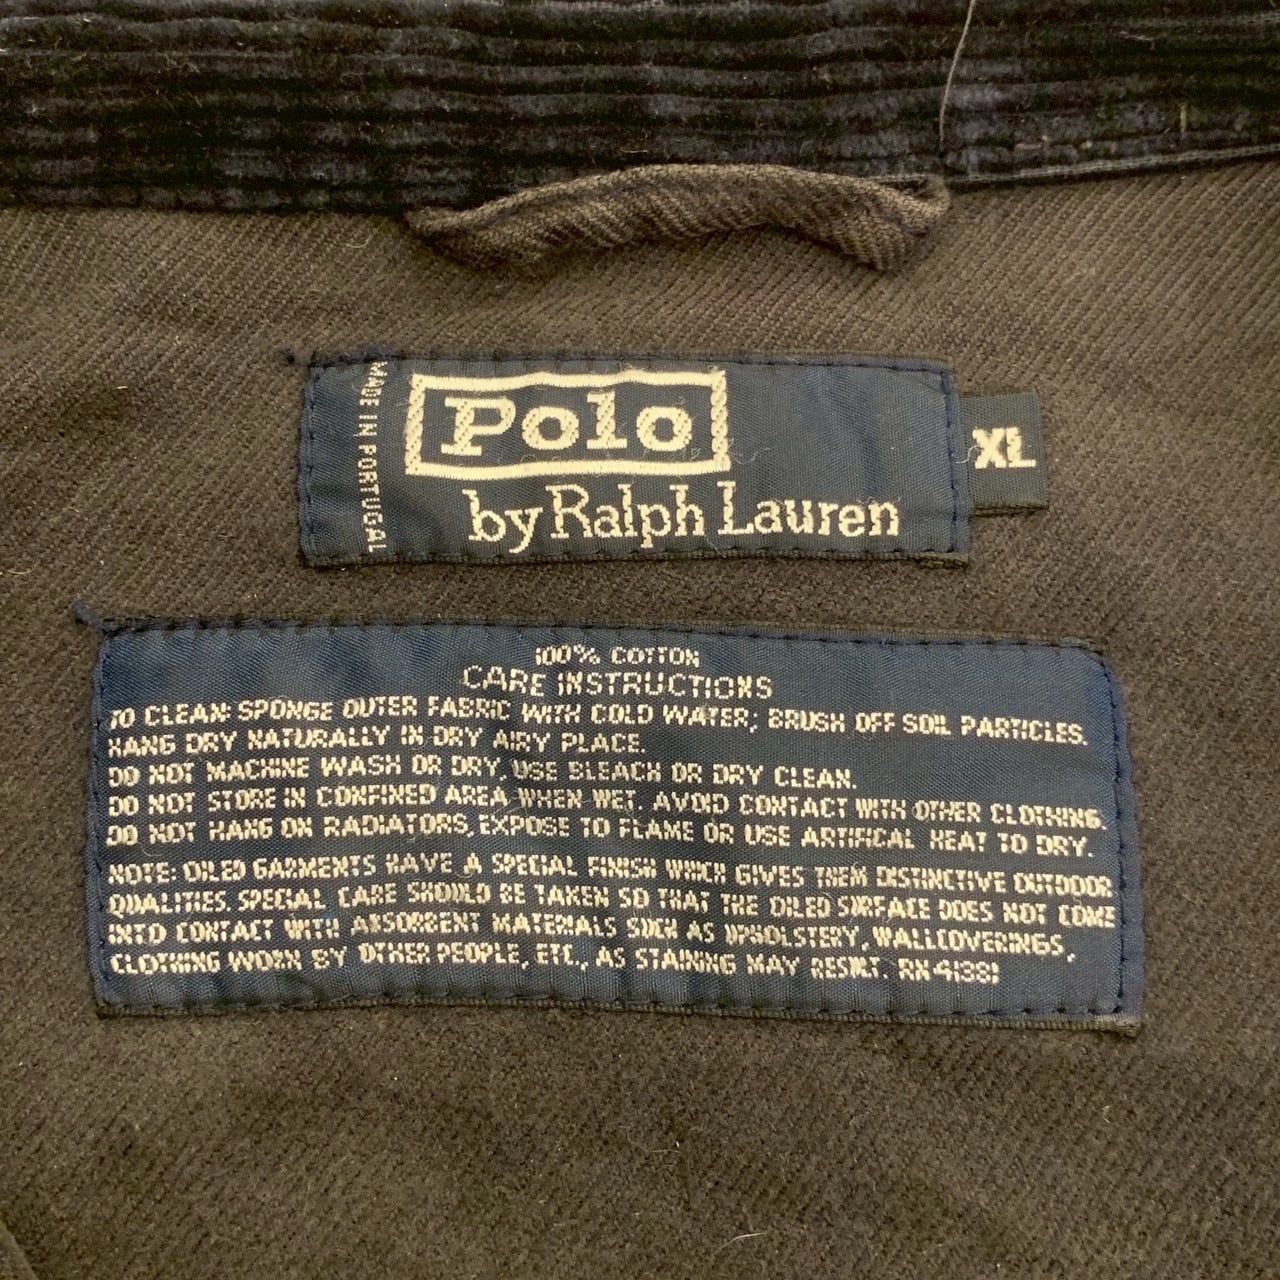 MADE IN PORTUGAL
Polo
by Ralph Lauren
XL
100% COTTON
CARE INSTRUCTIONS
TO CLEAN: SPONGE OUTER FABRIC WITH COLD WATER; BRUSH OFF SOIL PARTICLES.
HANG DRY NATURALLY IN DRY AIRY PLACE.
DO NOT MACHINE WASH OR DRY, USE BLEACH OR DRY CLEAN.
DO NOT STORE IN CONFINED AREA WHEN WET. AVOID CONTACT WITH OTHER CLOTHING.
DO NOT HANG ON RADIATORS, EXPOSE TO FLAME OR USE ARTIFICAL HEAT TO DRY.
NOTE: OILED GARMENTS HAVE A SPECIAL FINISH WHICH GIVES THEM DISTINCTIVE OUTDOOR
QUALITIES. SPECIAL CARE SHOULD BE TAKEN SO THAT THE OILED SURFACE DOES NOT COME
INTO CONTACT WITH ABSORBENT MATERIALS SUCH AS UPHOLSTERY, WALLCOVERINGS,
CLOTHING WORN BY OTHER PEOPLE, ETC., AS STAINING MAY RESULT. RN 41381